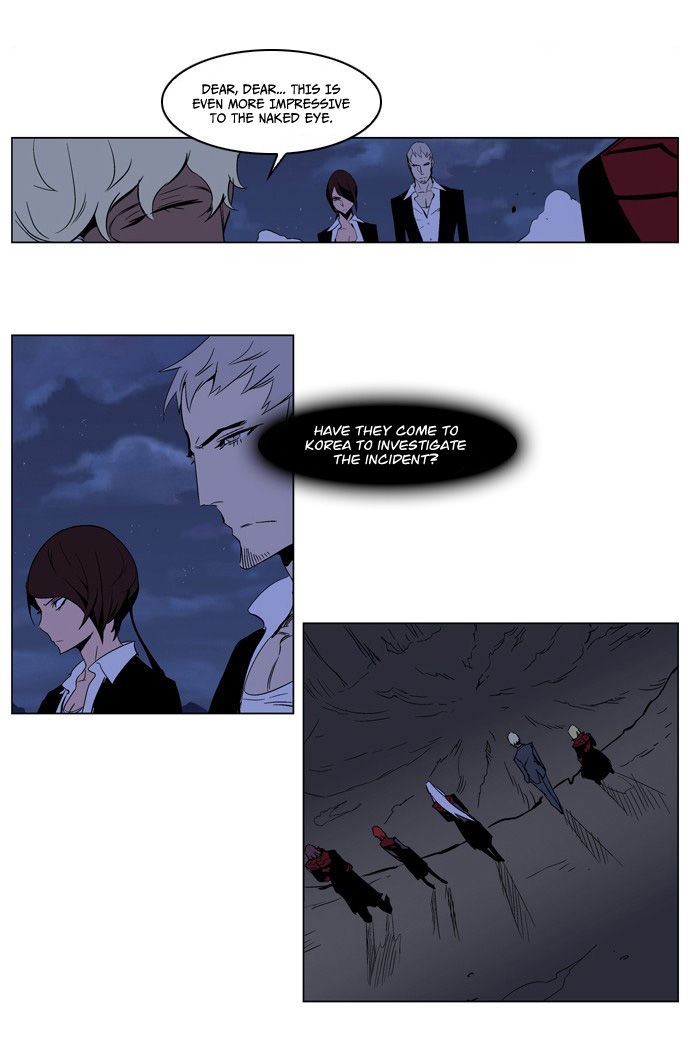 DEAR, DEAR... THIS IS
EVEN MORE IMPRESSIVE
TO THE NAKED EYE.
HAVE THEY COME TO
KOREA TO INVESTIGATE
THE INCIDENT?